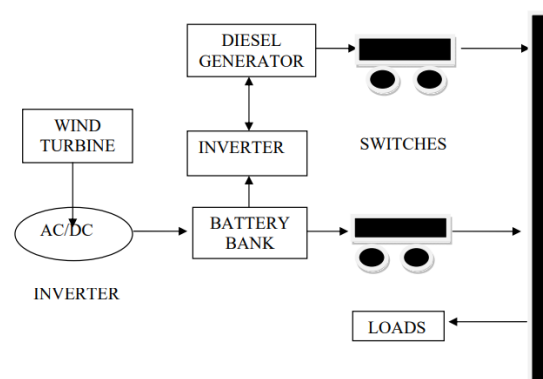 DIESEL
GENERATOR
WIND
TURBINE
INVERTER
SWITCHES
AC/DC
BATTERY
BANK
INVERTER
LOADS